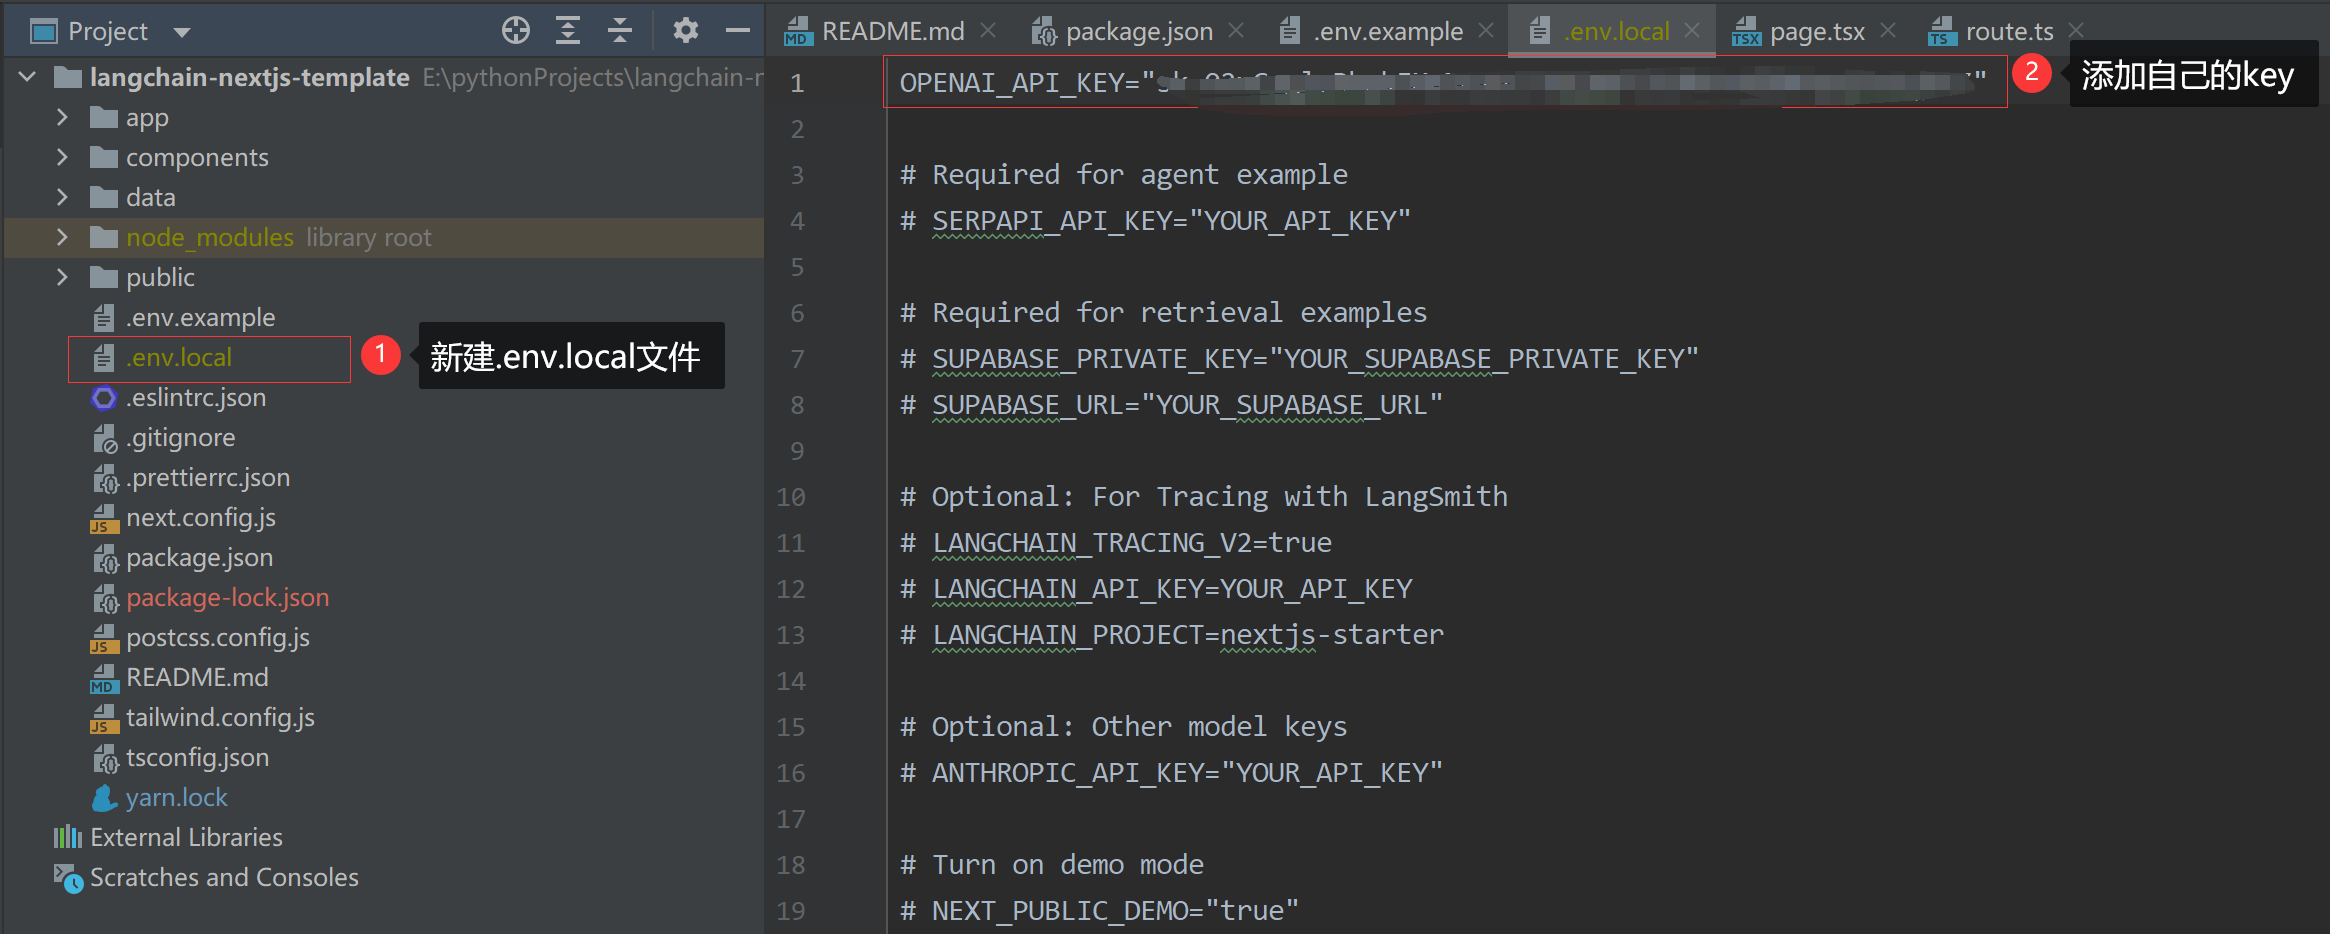 Project
README.md
package.json
.env.example
.env.local
page.tsx
route.ts
langchain-nextjs-template E:\pythonProjects\langchain-
app
components
data
node_modules library root
public
.env.example
.env.local
1 新建.env.local文件
.eslintrc.json
.gitignore
.prettierrc.json
next.config.js
package.json
package-lock.json
postcss.config.js
README.md
tailwind.config.js
tsconfig.json
yarn.lock
External Libraries
Scratches and Consoles
1 OPENAI_API_KEY="
2 添加自己的key
2
3 # Required for agent example
4 # SERPAPI_API_KEY="YOUR_API_KEY"
5
6 # Required for retrieval examples
7 # SUPABASE_PRIVATE_KEY="YOUR_SUPABASE_PRIVATE_KEY"
8 # SUPABASE_URL="YOUR_SUPABASE_URL"
9
10 # Optional: For Tracing with LangSmith
11 # LANGCHAIN_TRACING_V2=true
12 # LANGCHAIN_API_KEY=YOUR_API_KEY
13 # LANGCHAIN_PROJECT=nextjs-starter
14
15 # Optional: Other model keys
16 # ANTHROPIC_API_KEY="YOUR_API_KEY"
17
18 # Turn on demo mode
19 # NEXT_PUBLIC_DEMO="true"